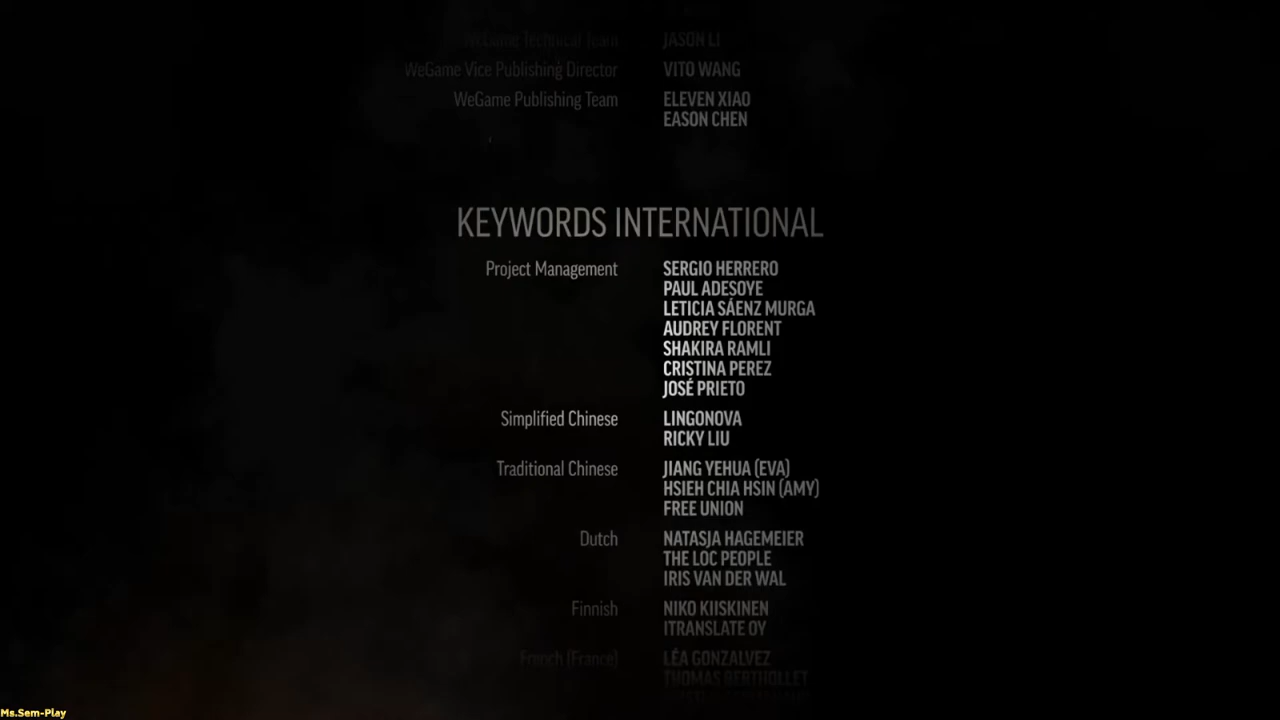 WeGame Technical Team JASON LI
WeGame Vice Publishing Director VITO WANG
WeGame Publishing Team ELEVEN XIAO
EASON CHEN
KEYWORDS INTERNATIONAL
Project Management SERGIO HERRERO
PAUL ADESOYE
LETICIA SÁENZ MURGA
AUDREY FLORENT
SHAKIRA RAMLI
CRISTINA PEREZ
JOSÉ PRIETO
Simplified Chinese LINGONOVA
RICKY LIU
Traditional Chinese JIANG YEHUA (EVA)
HSIEH CHIA HSIN (AMY)
FREE UNION
Dutch NATASJA HAGEMEIER
THE LOC PEOPLE
IRIS VAN DER WAL
Finnish NIKO KIISKINEN
ITRANSLATE OY
French (France) LÉA GONZALVEZ
THOMAS BERTHOLLET
Ms.Sem-Play